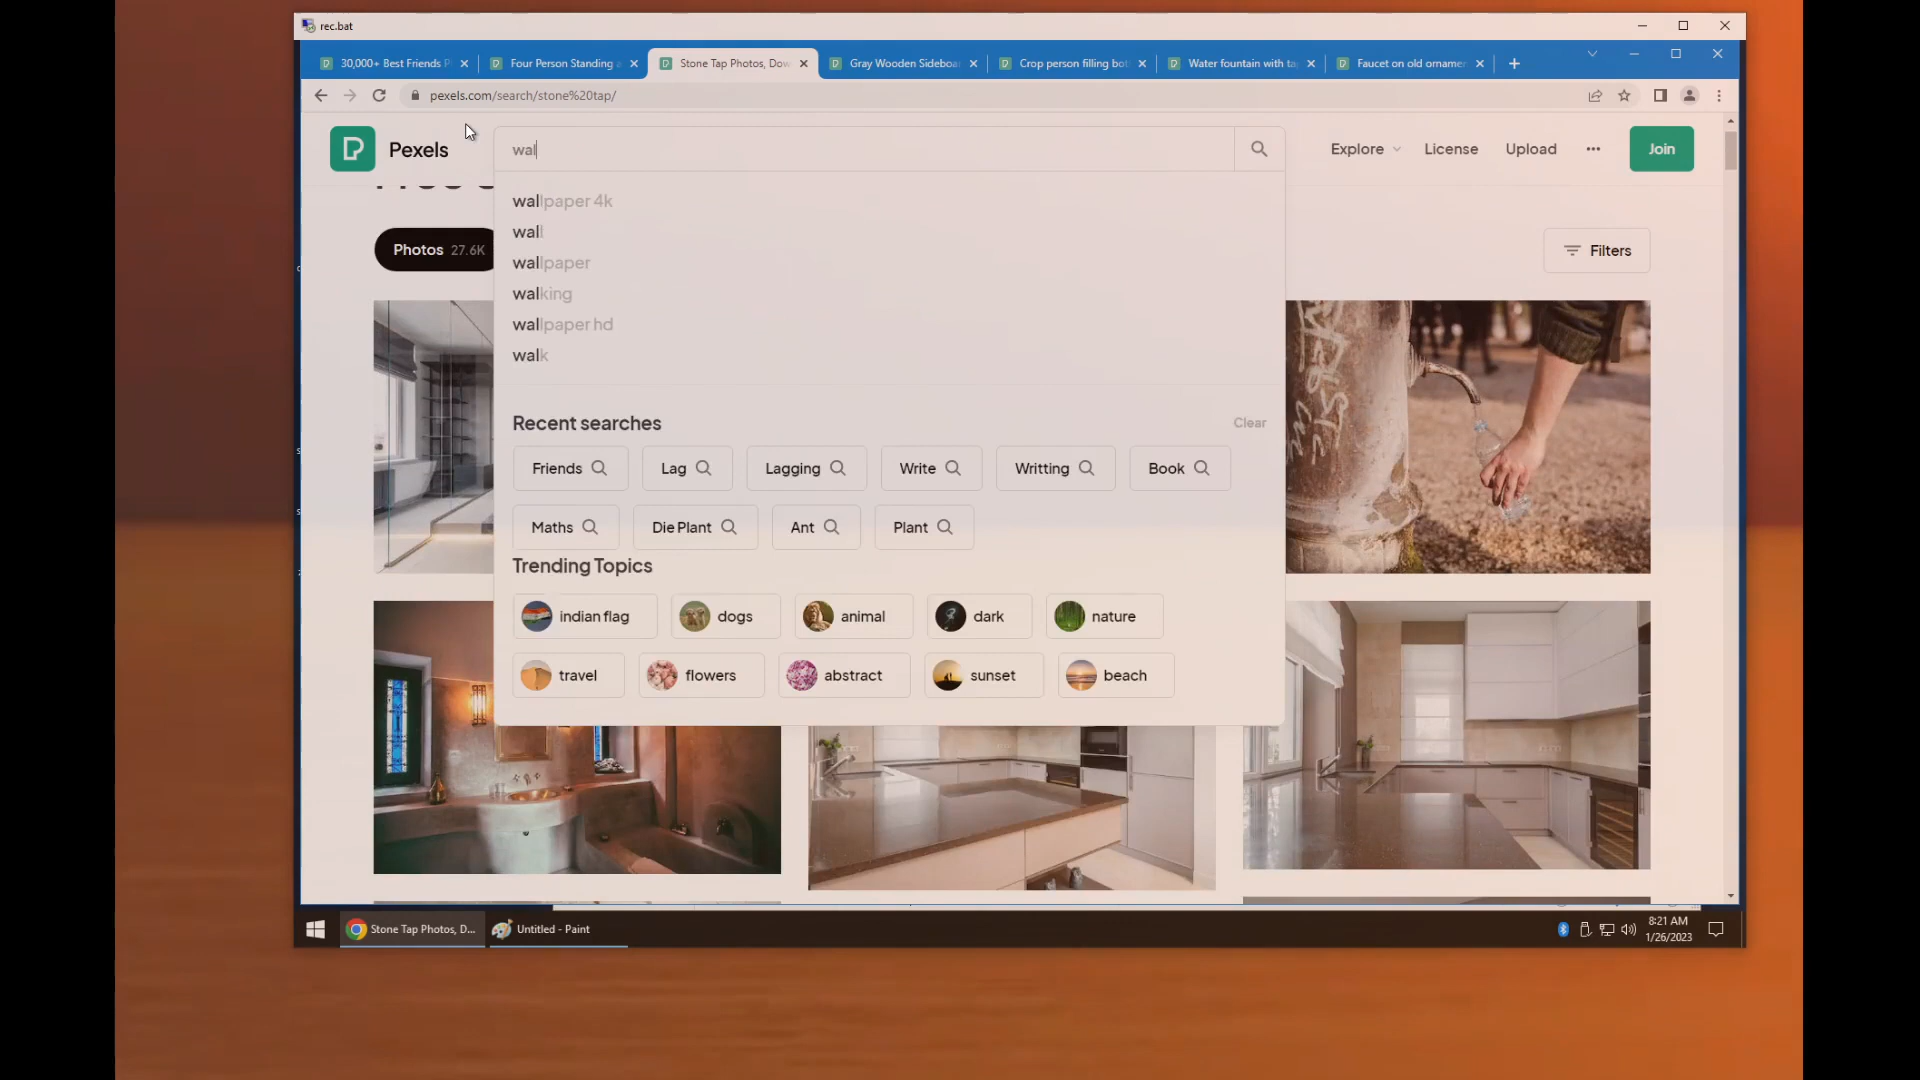 rec.bat
30,000+ Best Friends P
Four Person Standing a
Stone Tap Photos, Dow
Gray Wooden Sideboar
Crop person filling bot
Water fountain with ta
Faucet on old ornamen
pexels.com/search/stone%20tap/
Pexels
wal
Explore
License
Upload
Join
wallpaper 4k
wall
wallpaper
walking
wallpaper hd
walk
Photos 27.6K
Filters
Recent searches
Clear
Friends
Lag
Lagging
Write
Writting
Book
Maths
Die Plant
Ant
Plant
Trending Topics
indian flag
dogs
animal
dark
nature
travel
flowers
abstract
sunset
beach
Stone Tap Photos, D...
Untitled - Paint
8:21 AM
1/26/2023